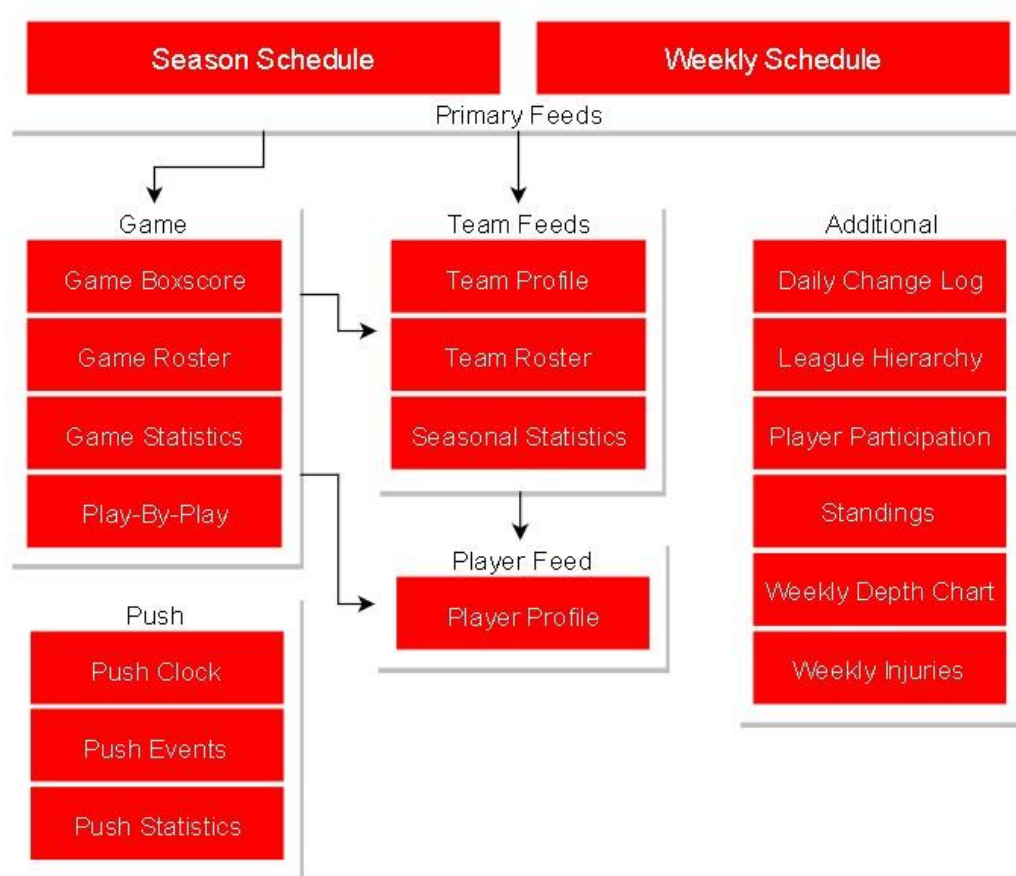 Season Schedule
Weekly Schedule
Primary Feeds
Game
Game Boxscore
Game Roster
Game Statistics
Play-By-Play
Team Feeds
Team Profile
Team Roster
Seasonal Statistics
Player Feed
Player Profile
Additional
Daily Change Log
League Hierarchy
Player Participation
Standings
Weekly Depth Chart
Weekly Injuries
Push
Push Clock
Push Events
Push Statistics